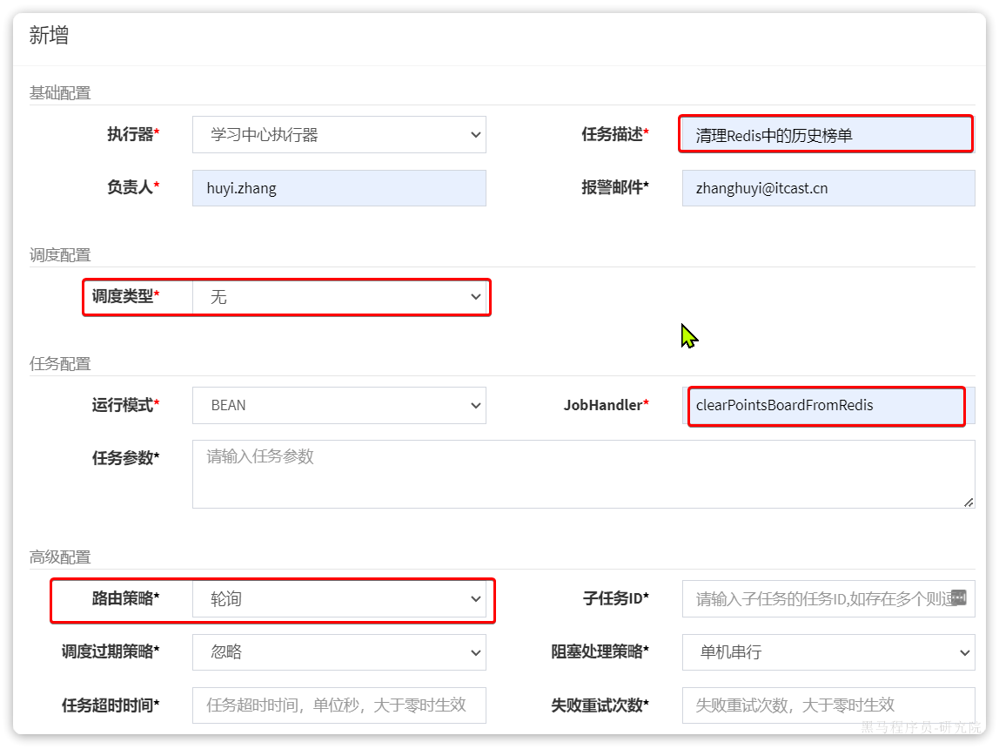 新增
基础配置
执行器* 学习中心执行器 任务描述* 清理Redis中的历史榜单
负责人* huyi.zhang 报警邮件* zhanghuyi@itcast.cn
调度配置
调度类型* 无
任务配置
运行模式* BEAN JobHandler* clearPointsBoardFromRedis
任务参数* 请输入任务参数
高级配置
路由策略* 轮询 子任务ID* 请输入子任务的任务ID,如存在多个则逗
调度过期策略* 忽略 阻塞处理策略* 单机串行
任务超时时间* 任务超时时间，单位秒，大于零时生效 失败重试次数* 失败重试次数，大于零时生效
黑马程序员-研究院